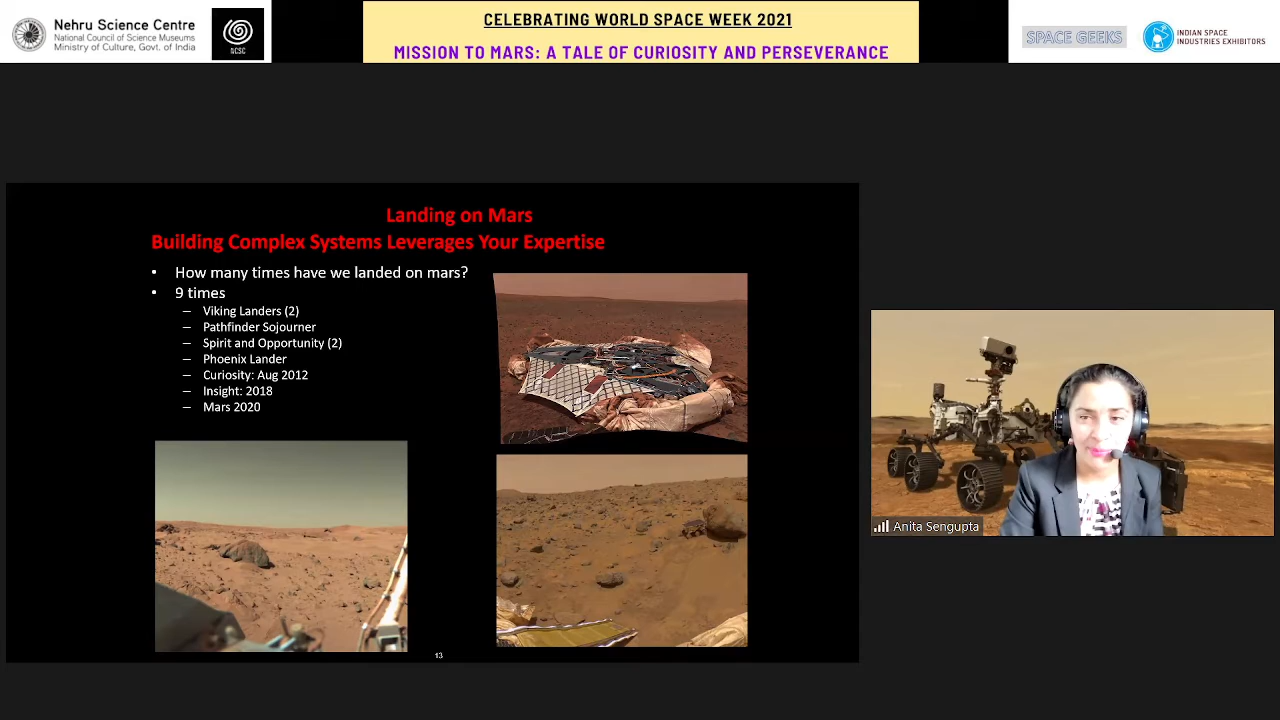 Nehru Science Centre
National Council of Science Museums
Ministry of Culture, Govt. of India
NCSC
CELEBRATING WORLD SPACE WEEK 2021
MISSION TO MARS: A TALE OF CURIOSITY AND PERSEVERANCE
SPACE GEEKS
INDIAN SPACE
INDUSTRIES EXHIBITORS
Landing on Mars
Building Complex Systems Leverages Your Expertise
• How many times have we landed on mars?
• 9 times
– Viking Landers (2)
– Pathfinder Sojourner
– Spirit and Opportunity (2)
– Phoenix Lander
– Curiosity: Aug 2012
– Insight: 2018
– Mars 2020
13
Anita Sengupta